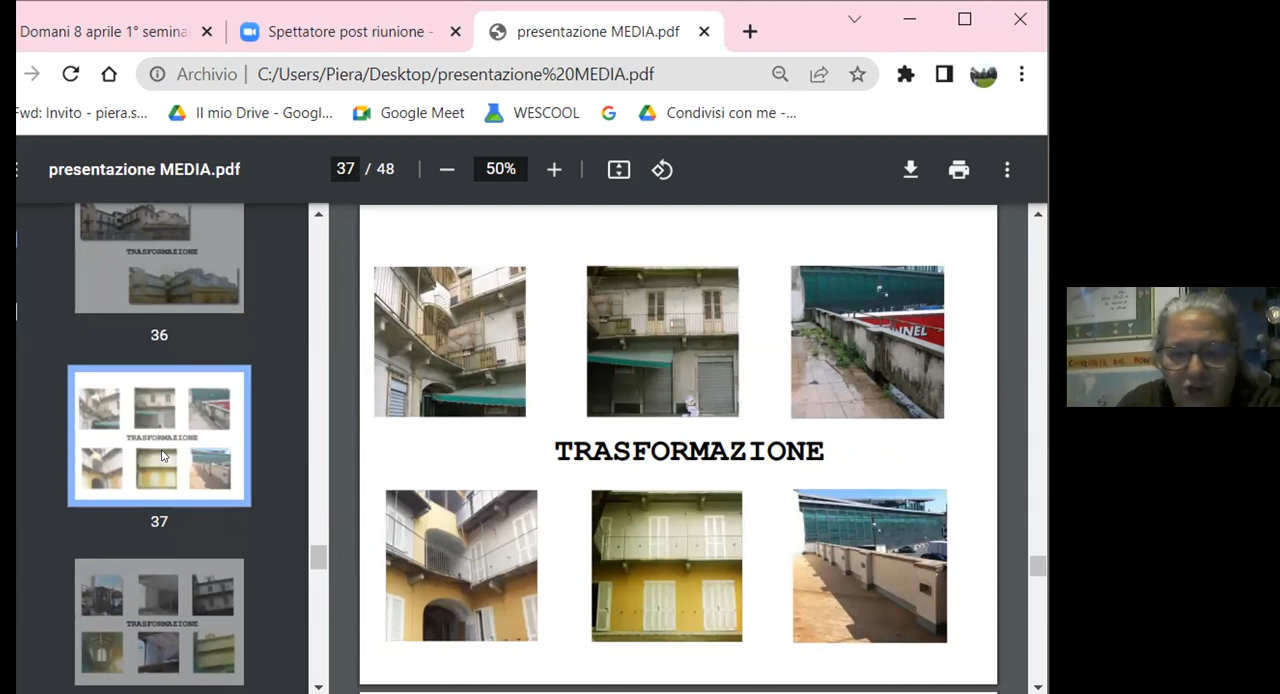 Domani 8 aprile 1° semina
Spettatore post riunione -
presentazione MEDIA.pdf
Archivio
C:/Users/Piera/Desktop/presentazione%20MEDIA.pdf
Fwd: Invito - piera.s...
Il mio Drive - Googl...
Google Meet
WESCOOL
Condivisi con me -...
presentazione MEDIA.pdf
37 / 48
50%
TRASFORMAZIONE
36
TRASFORMAZIONE
37
TRASFORMAZIONE
NNEL
TRASFORMAZIONE